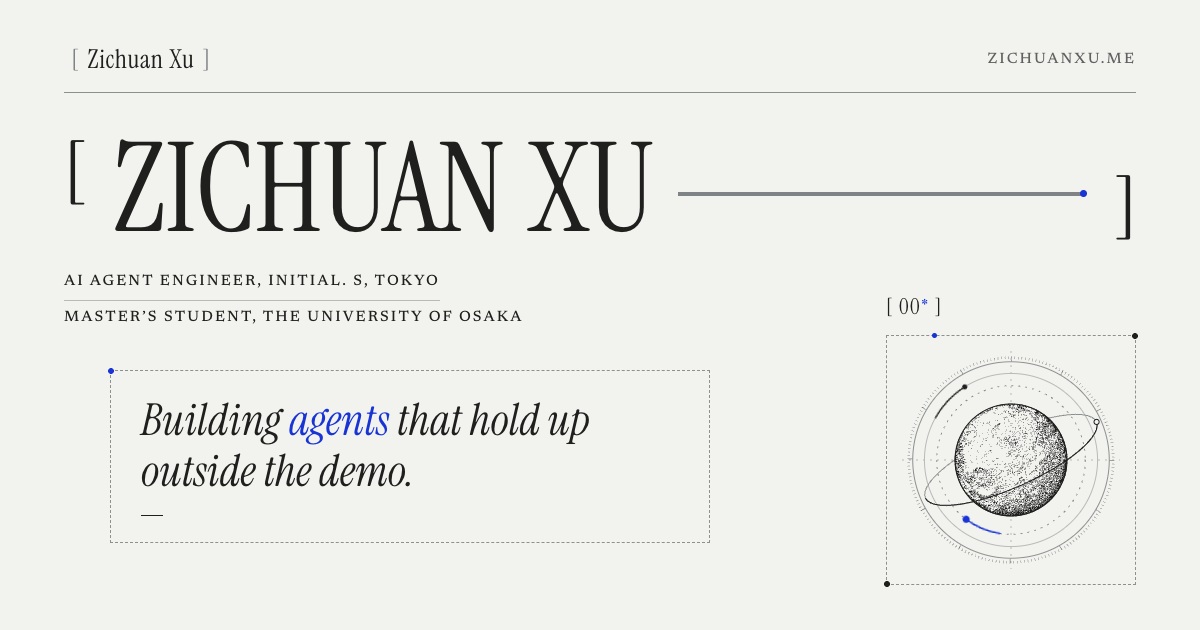 [ Zichuan Xu ]
ZICHUANXU.ME
[ ZICHUAN XU ]
AI AGENT ENGINEER, INITIAL. S, TOKYO
MASTER’S STUDENT, THE UNIVERSITY OF OSAKA
[ 00* ]
Building agents that hold up
outside the demo.
—